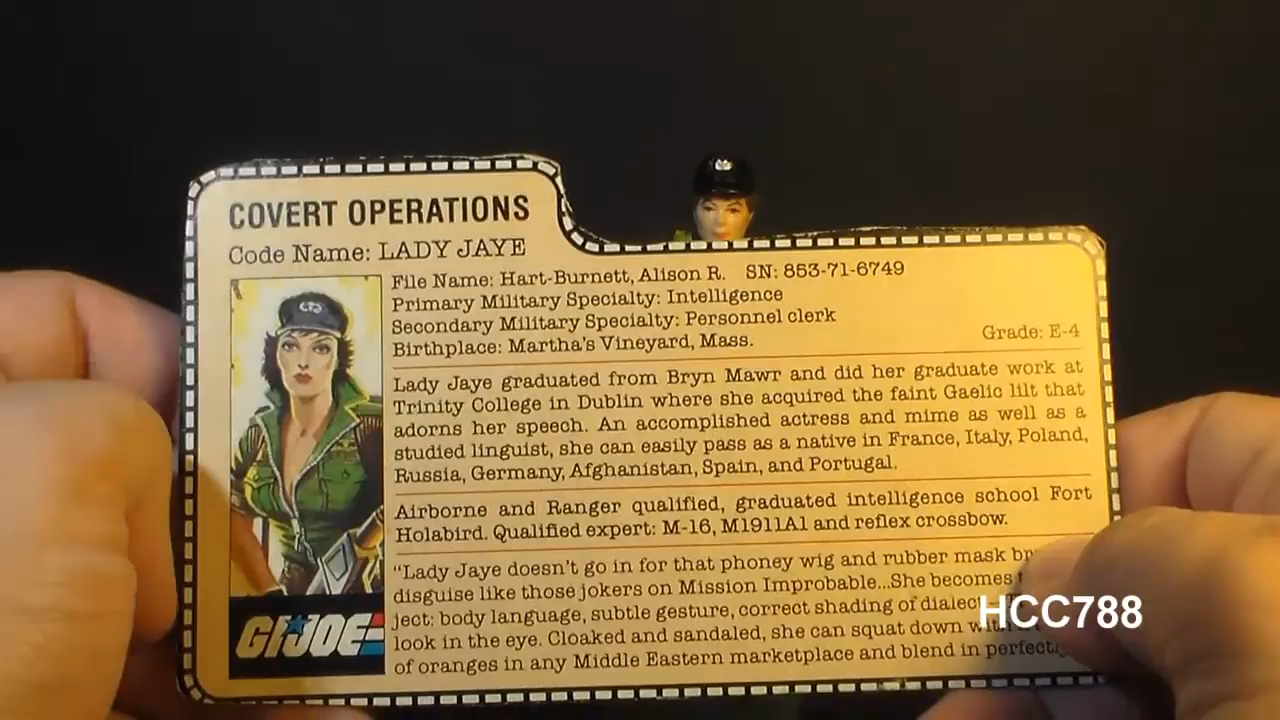 COVERT OPERATIONS
Code Name: LADY JAYE
File Name: Hart-Burnett, Alison R. SN: 853-71-6749
Primary Military Specialty: Intelligence
Secondary Military Specialty: Personnel clerk
Birthplace: Martha's Vineyard, Mass. Grade: E-4
Lady Jaye graduated from Bryn Mawr and did her graduate work at
Trinity College in Dublin where she acquired the faint Gaelic lilt that
adorns her speech. An accomplished actress and mime as well as a
studied linguist, she can easily pass as a native in France, Italy, Poland,
Russia, Germany, Afghanistan, Spain, and Portugal.
Airborne and Ranger qualified, graduated intelligence school Fort
Holabird. Qualified expert: M-16, M1911A1 and reflex crossbow.
"Lady Jaye doesn't go in for that phoney wig and rubber mask
disguise like those jokers on Mission Improbable...She becomes
ject: body language, subtle gesture, correct shading of
look in the eye. Cloaked and sandaled, she can squat down
of oranges in any Middle Eastern marketplace and blend in
GI JOE
HCC788